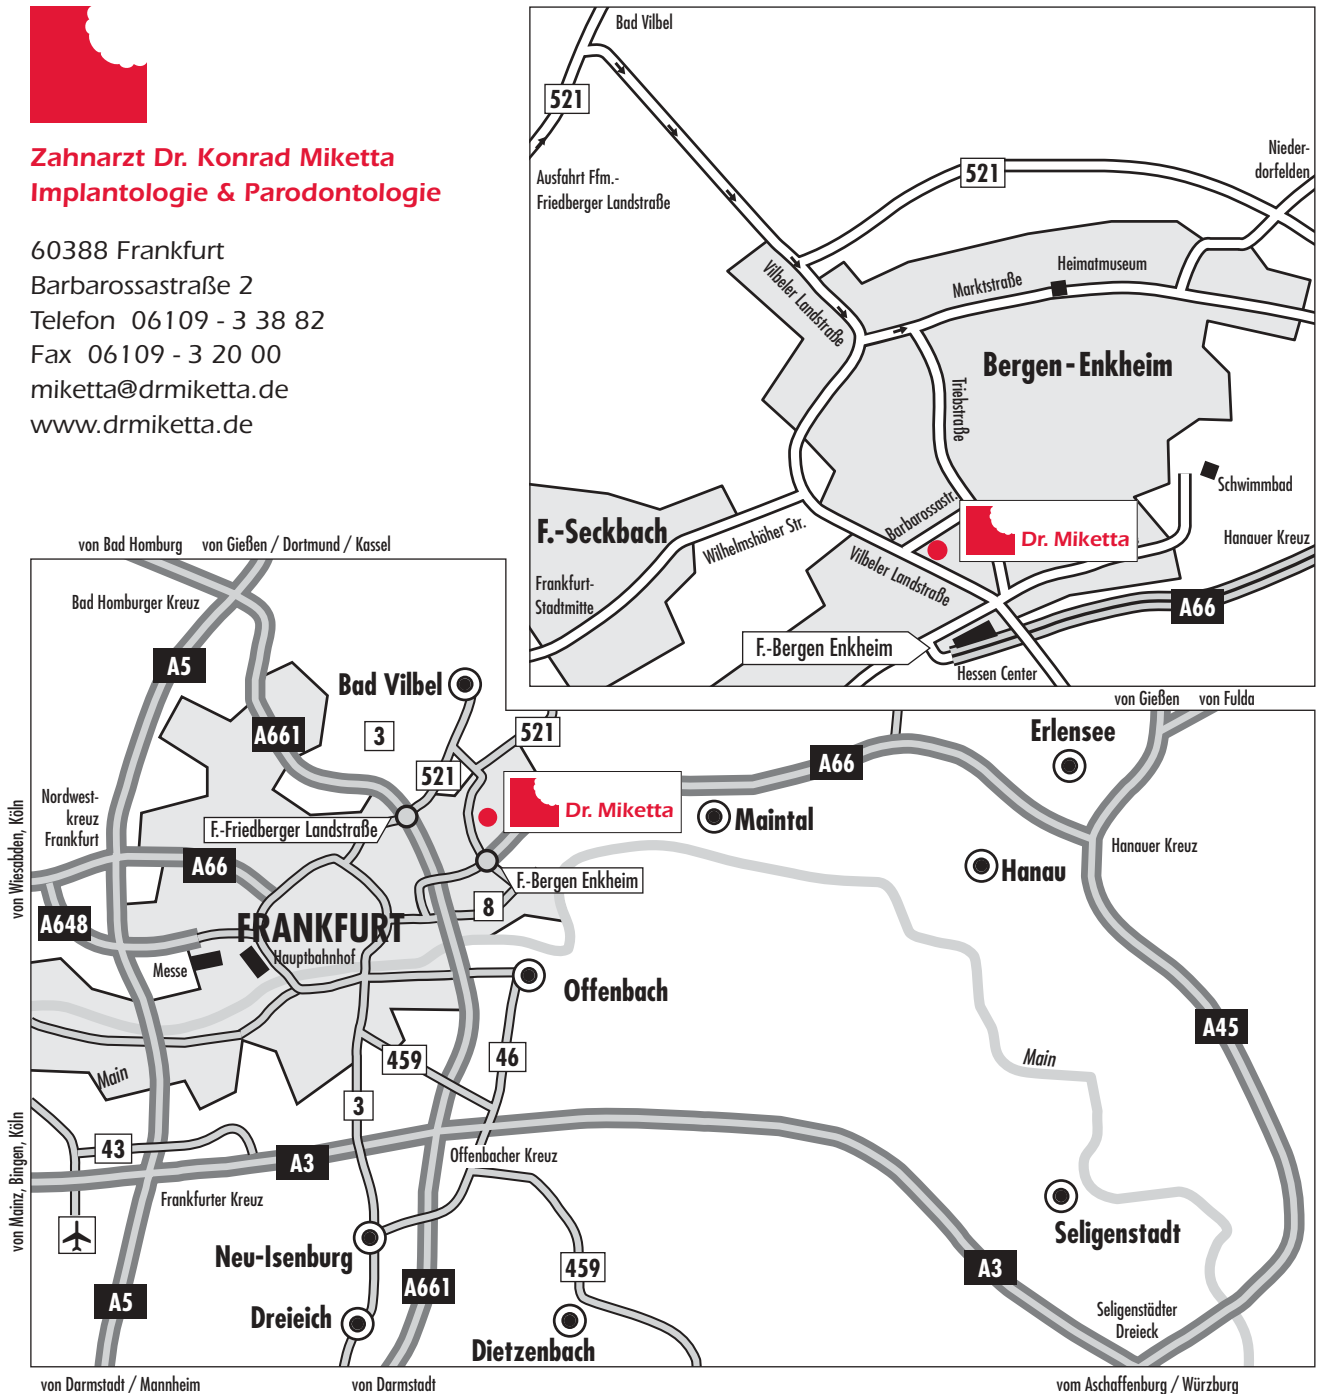 Zahnarzt Dr. Konrad Miketta
Implantologie & Parodontologie
60388 Frankfurt
Barbarossastraße 2
Telefon 06109 - 3 38 82
Fax 06109 - 3 20 00
miketta@drmiketta.de
www.drmiketta.de
Bad Vilbel
521
Ausfahrt Ffm.-
Friedberger Landstraße
521
Nieder-
dorfelden
Vilbeler Landstraße
Marktstraße
Heimatmuseum
Bergen-Enkheim
Triebstraße
Schwimmbad
Barbarossastr.
F.-Seckbach
Wilhelmshöher Str.
Dr. Miketta
Hanauer Kreuz
Vilbeler Landstraße
Frankfurt-
Stadtmitte
A66
F.-Bergen Enkheim
Hessen Center
von Bad Homburg
von Gießen / Dortmund / Kassel
von Gießen
von Fulda
Bad Homburger Kreuz
A5
Bad Vilbel
A661
3
521
521
A66
Erlensee
Nordwest-
kreuz
Frankfurt
F.-Friedberger Landstraße
Dr. Miketta
Maintal
von Wiesabden, Köln
A66
F.-Bergen Enkheim
Hanau
Hanauer Kreuz
A648
FRANKFURT
8
Messe
Hauptbahnhof
Offenbach
A45
Main
459
46
Main
3
von Mainz, Bingen, Köln
43
A3
Offenbacher Kreuz
Frankfurter Kreuz
Seligenstadt
Neu-Isenburg
A5
A661
459
A3
Dreieich
Dietzenbach
Seligenstädter
Dreieck
von Darmstadt / Mannheim
von Darmstadt
vom Aschaffenburg / Würzburg